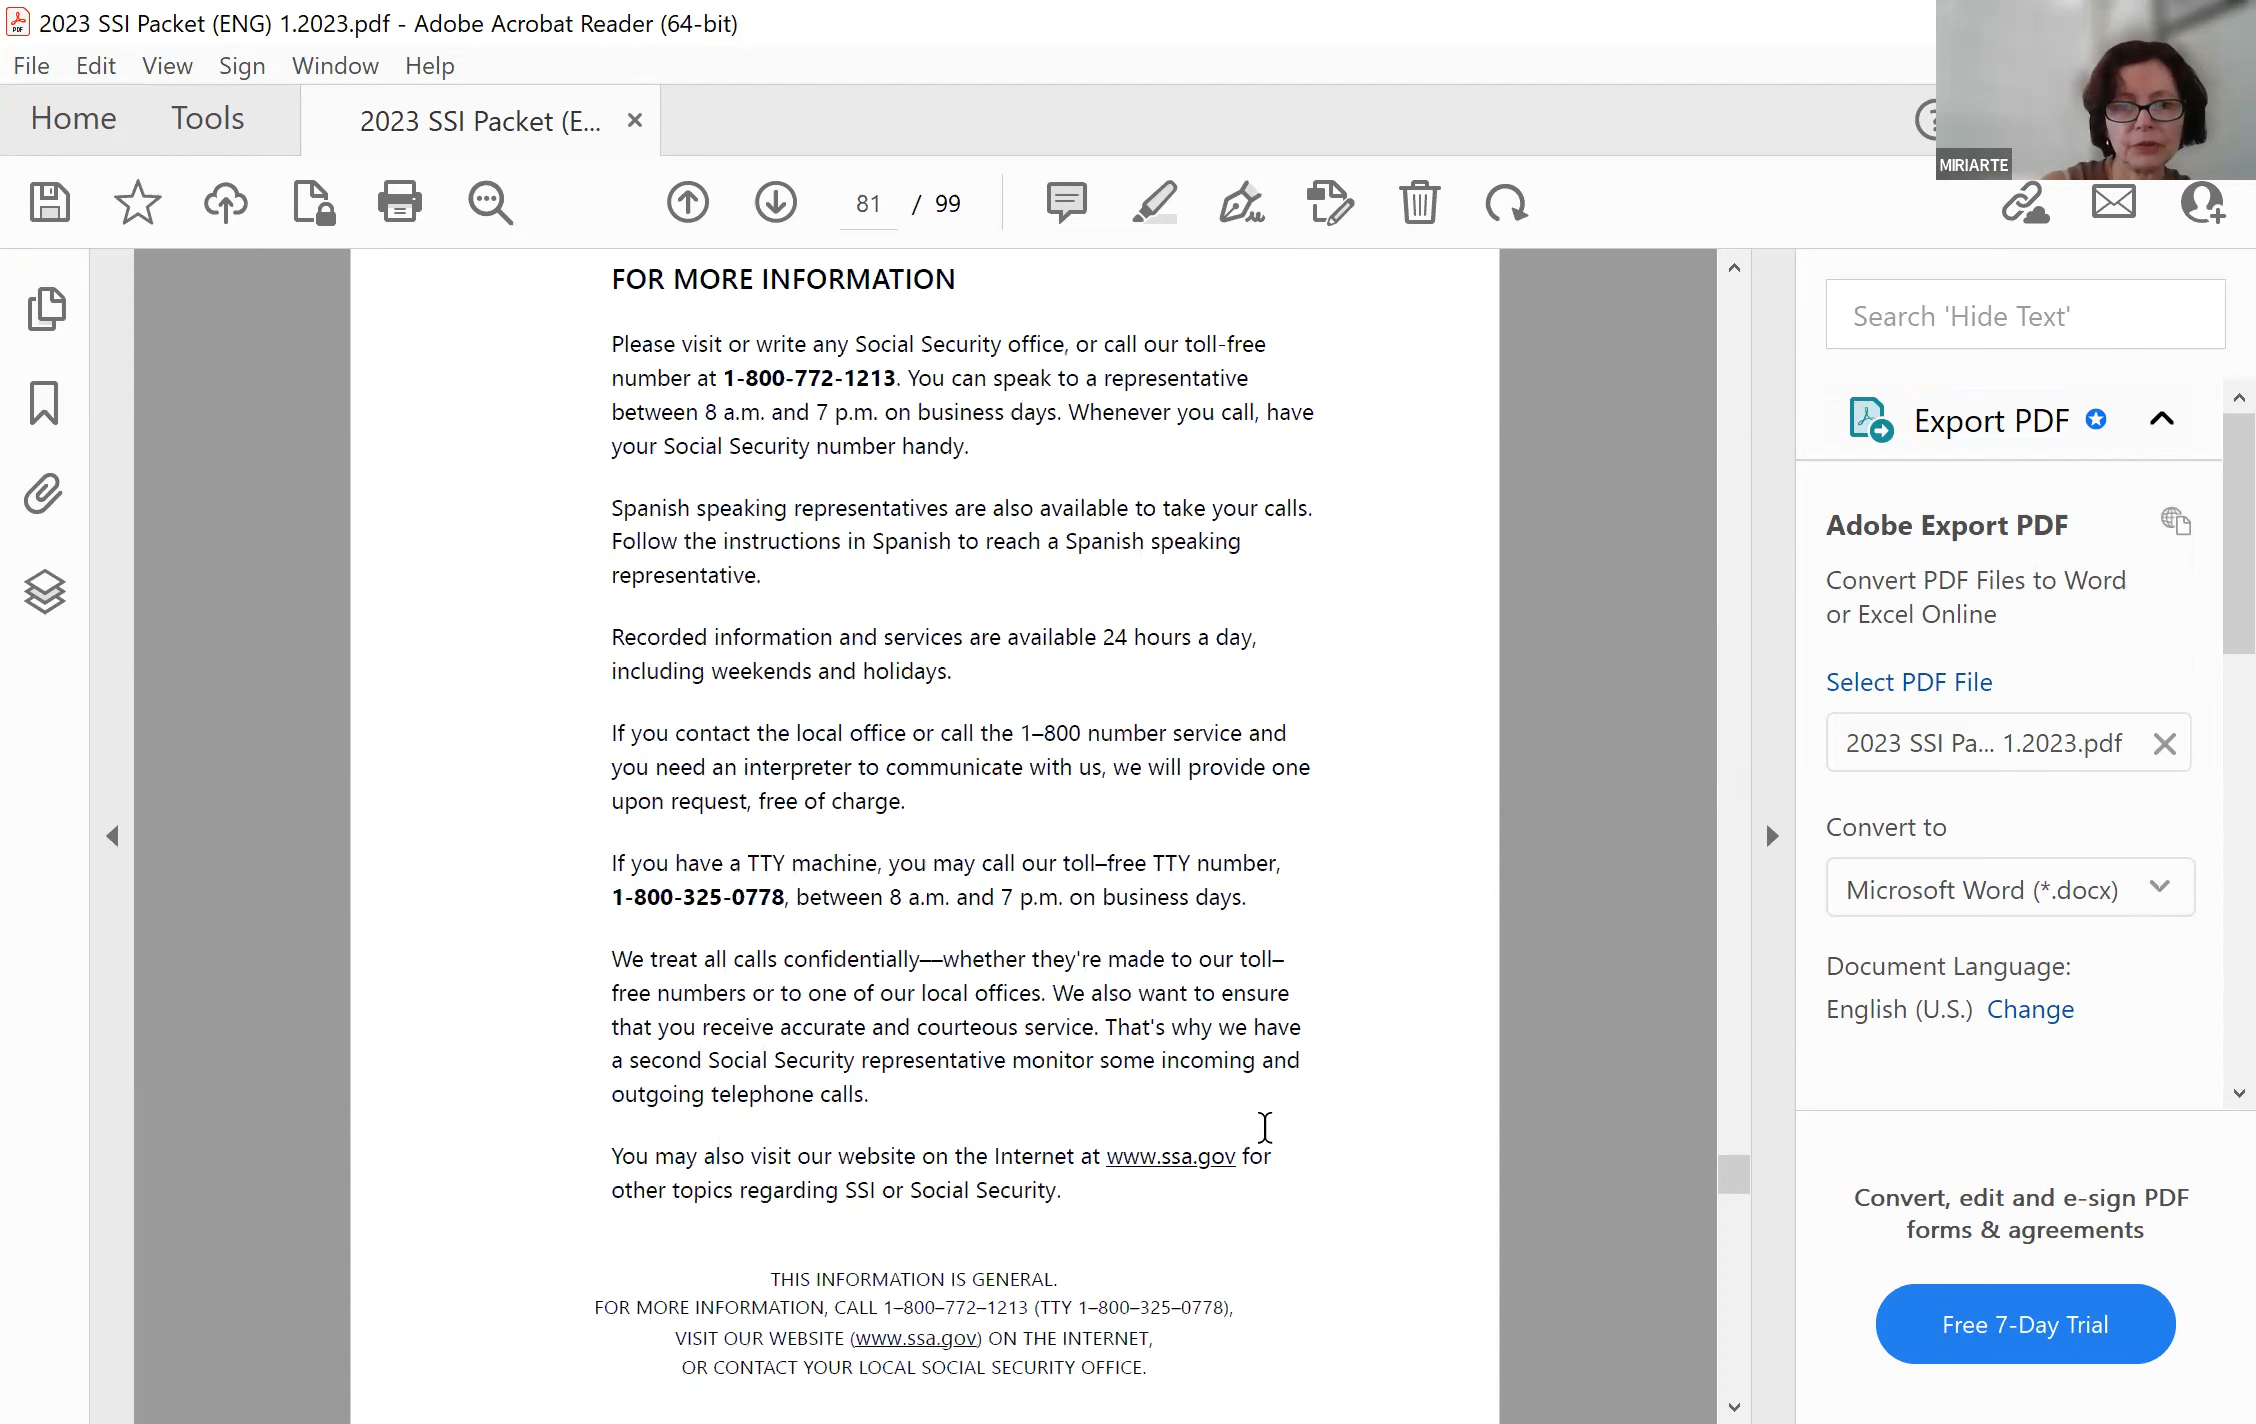 2023 SSI Packet (ENG) 1.2023.pdf - Adobe Acrobat Reader (64-bit)
File Edit View Sign Window Help
Home Tools 2023 SSI Packet (E... ×
MIRIARTE
81 / 99
FOR MORE INFORMATION
Please visit or write any Social Security office, or call our toll-free
number at 1-800-772-1213. You can speak to a representative
between 8 a.m. and 7 p.m. on business days. Whenever you call, have
your Social Security number handy.
Spanish speaking representatives are also available to take your calls.
Follow the instructions in Spanish to reach a Spanish speaking
representative.
Recorded information and services are available 24 hours a day,
including weekends and holidays.
If you contact the local office or call the 1–800 number service and
you need an interpreter to communicate with us, we will provide one
upon request, free of charge.
If you have a TTY machine, you may call our toll–free TTY number,
1-800-325-0778, between 8 a.m. and 7 p.m. on business days.
We treat all calls confidentially––whether they're made to our toll–
free numbers or to one of our local offices. We also want to ensure
that you receive accurate and courteous service. That's why we have
a second Social Security representative monitor some incoming and
outgoing telephone calls.
You may also visit our website on the Internet at www.ssa.gov for
other topics regarding SSI or Social Security.
THIS INFORMATION IS GENERAL.
FOR MORE INFORMATION, CALL 1–800–772–1213 (TTY 1–800–325–0778),
VISIT OUR WEBSITE (www.ssa.gov) ON THE INTERNET,
OR CONTACT YOUR LOCAL SOCIAL SECURITY OFFICE.
Search 'Hide Text'
Export PDF
Adobe Export PDF
Convert PDF Files to Word
or Excel Online
Select PDF File
2023 SSI Pa... 1.2023.pdf
Convert to
Microsoft Word (*.docx)
Document Language:
English (U.S.) Change
Convert, edit and e-sign PDF
forms & agreements
Free 7-Day Trial